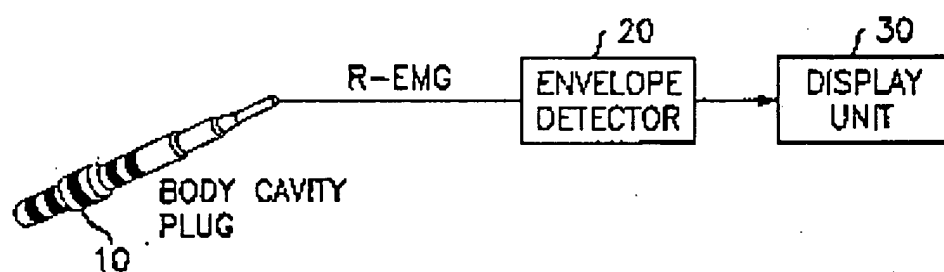 20
30
R-EMG
ENVELOPE
DETECTOR
DISPLAY
UNIT
BODY CAVITY
PLUG
10